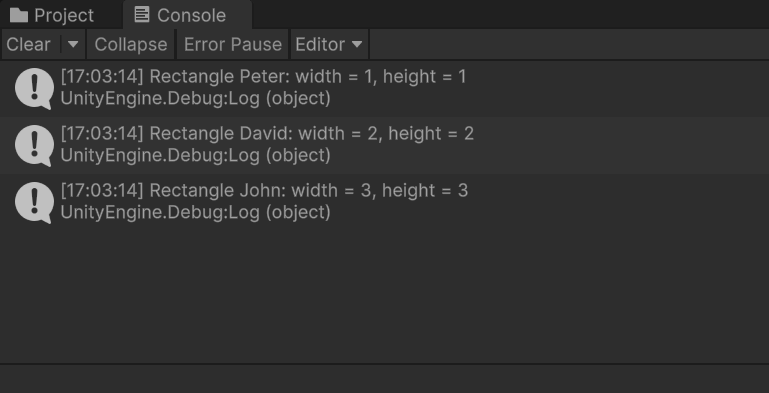 Project Console
Clear Collapse Error Pause Editor
[17:03:14] Rectangle Peter: width = 1, height = 1
UnityEngine.Debug:Log (object)
[17:03:14] Rectangle David: width = 2, height = 2
UnityEngine.Debug:Log (object)
[17:03:14] Rectangle John: width = 3, height = 3
UnityEngine.Debug:Log (object)